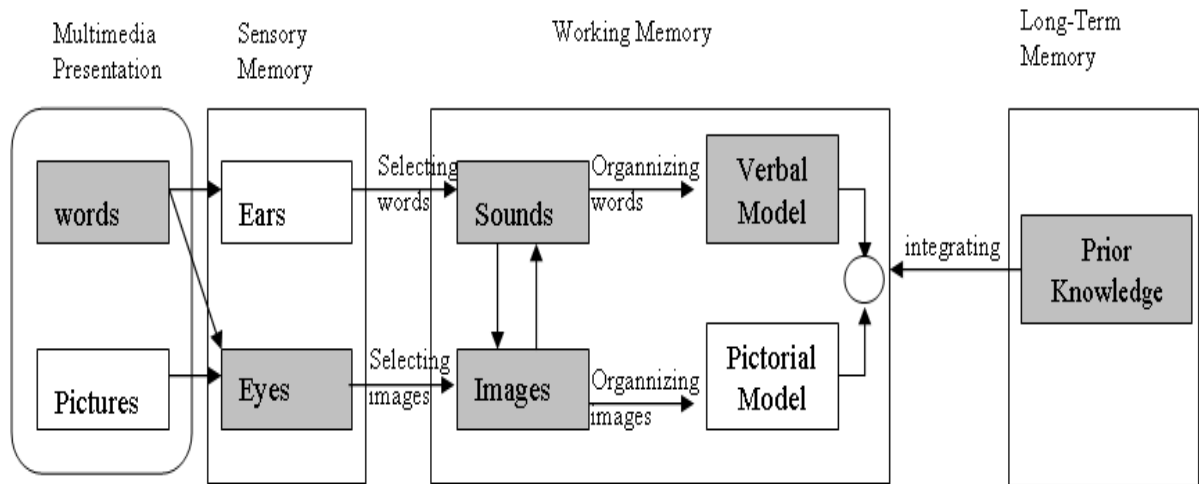 Multimedia
Presentation
Sensory
Memory
Working Memory
Long-Term
Memory
words
Pictures
Ears
Eyes
Selecting
words
Selecting
images
Sounds
Images
Organnizing
words
Organnizing
images
Verbal
Model
Pictorial
Model
integrating
Prior
Knowledge